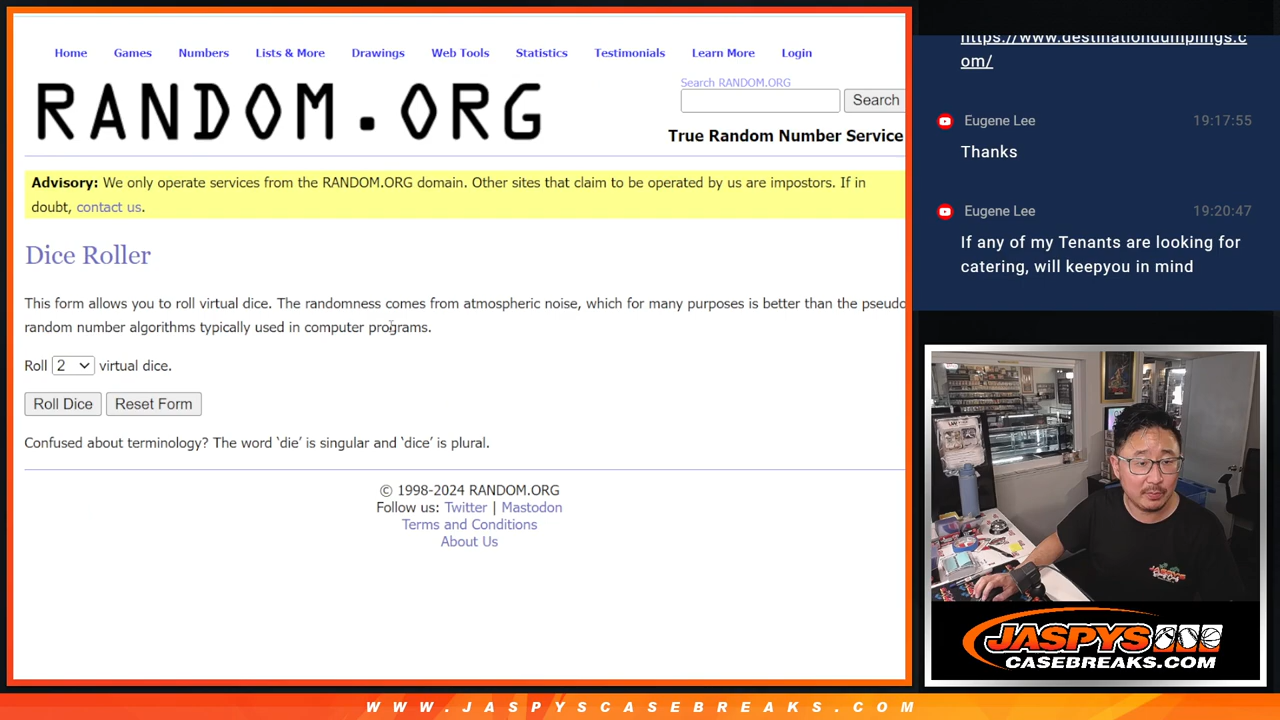 Home Games Numbers Lists & More Drawings Web Tools Statistics Testimonials Learn More Login
RANDOM.ORG
Search RANDOM.ORG
Search
True Random Number Service
Advisory: We only operate services from the RANDOM.ORG domain. Other sites that claim to be operated by us are impostors. If in
doubt, contact us.
Dice Roller
This form allows you to roll virtual dice. The randomness comes from atmospheric noise, which for many purposes is better than the pseudo
random number algorithms typically used in computer programs.
Roll 2 virtual dice.
Roll Dice Reset Form
Confused about terminology? The word ‘die’ is singular and ‘dice’ is plural.
© 1998-2024 RANDOM.ORG
Follow us: Twitter | Mastodon
Terms and Conditions
About Us
https://www.destinationdumplings.c
om/
Eugene Lee 19:17:55
Thanks
Eugene Lee 19:20:47
If any of my Tenants are looking for
catering, will keepyou in mind
JASPYS
CASEBREAKS.COM
WWW.JASPYSCASEBREAKS.COM